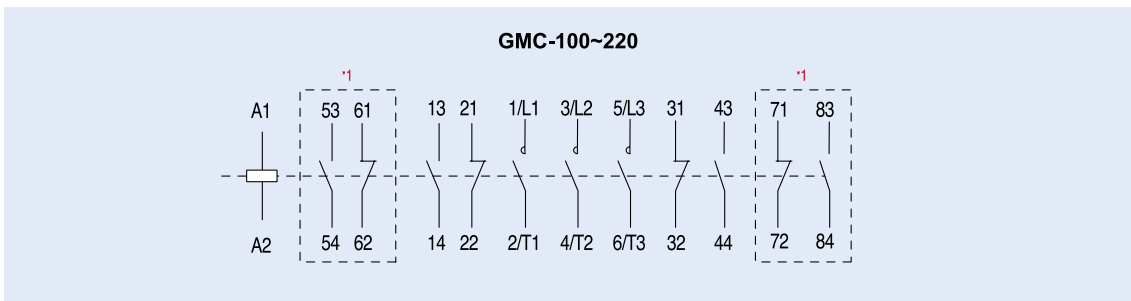 GMC-100~220
*1 *1
A1 53 61 13 21 1/L1 3/L2 5/L3 31 43 71 83
A2 54 62 14 22 2/T1 4/T2 6/T3 32 44 72 84